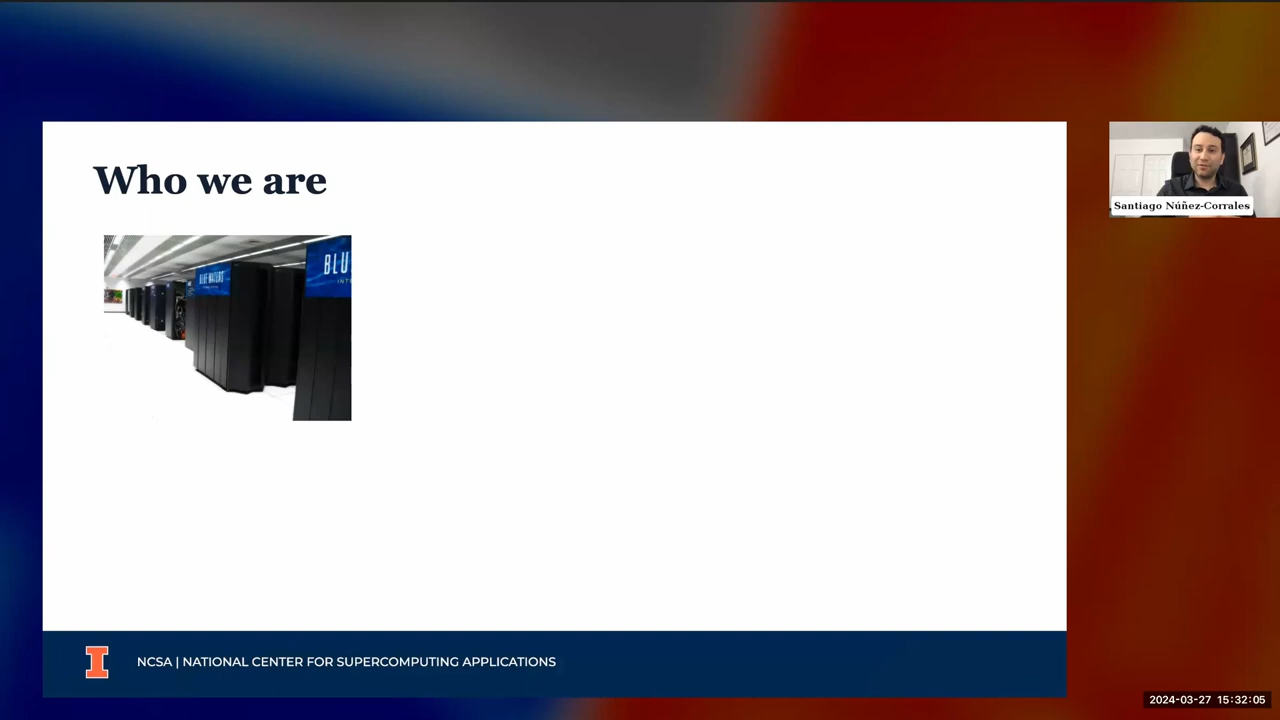 Who we are
BLUE WATERS
BLU
INT
Santiago Núñez-Corrales
NCSA | NATIONAL CENTER FOR SUPERCOMPUTING APPLICATIONS
2024-03-27 15:32:05